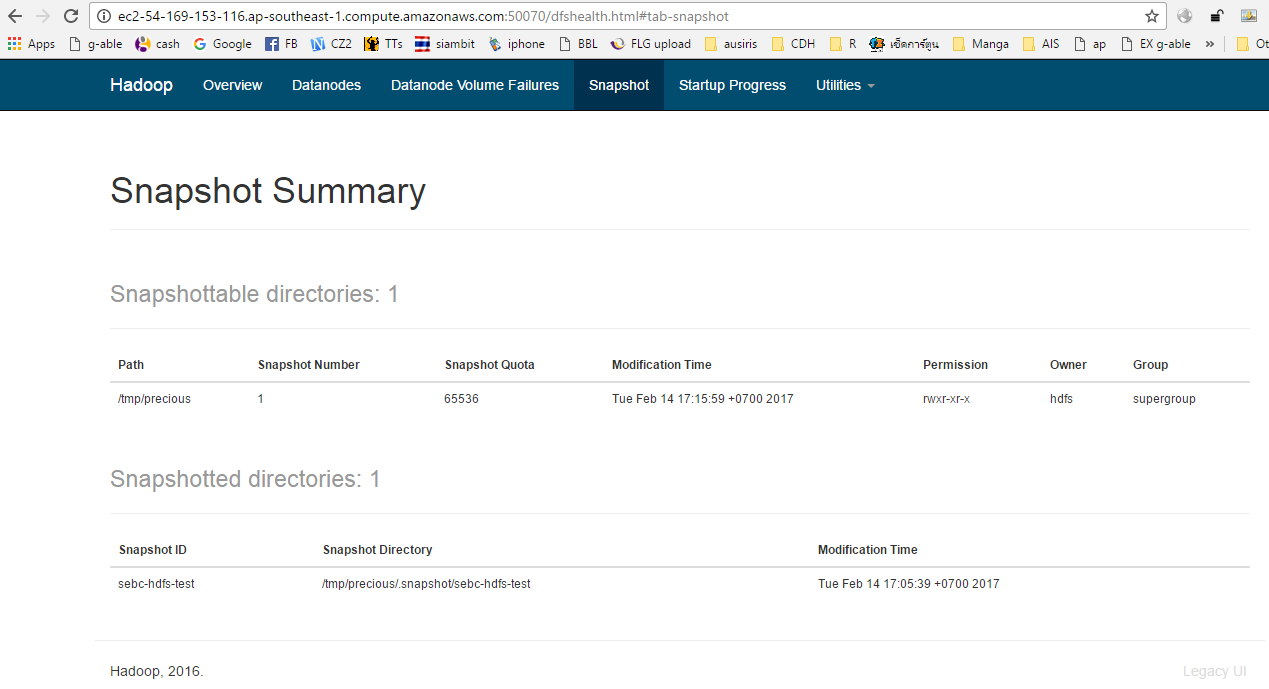 ec2-54-169-153-116.ap-southeast-1.compute.amazonaws.com:50070/dfshealth.html#tab-snapshot
Apps g-able cash Google FB CZ2 TTs siambit iphone BBL FLG upload ausiris CDH R เซ็ดการ์ตูน Manga AIS ap EX g-able » Ot
Hadoop Overview Datanodes Datanode Volume Failures Snapshot Startup Progress Utilities
Snapshot Summary
Snapshottable directories: 1
Path Snapshot Number Snapshot Quota Modification Time Permission Owner Group
/tmp/precious 1 65536 Tue Feb 14 17:15:59 +0700 2017 rwxr-xr-x hdfs supergroup
Snapshotted directories: 1
Snapshot ID Snapshot Directory Modification Time
sebc-hdfs-test /tmp/precious/.snapshot/sebc-hdfs-test Tue Feb 14 17:05:39 +0700 2017
Hadoop, 2016. Legacy UI